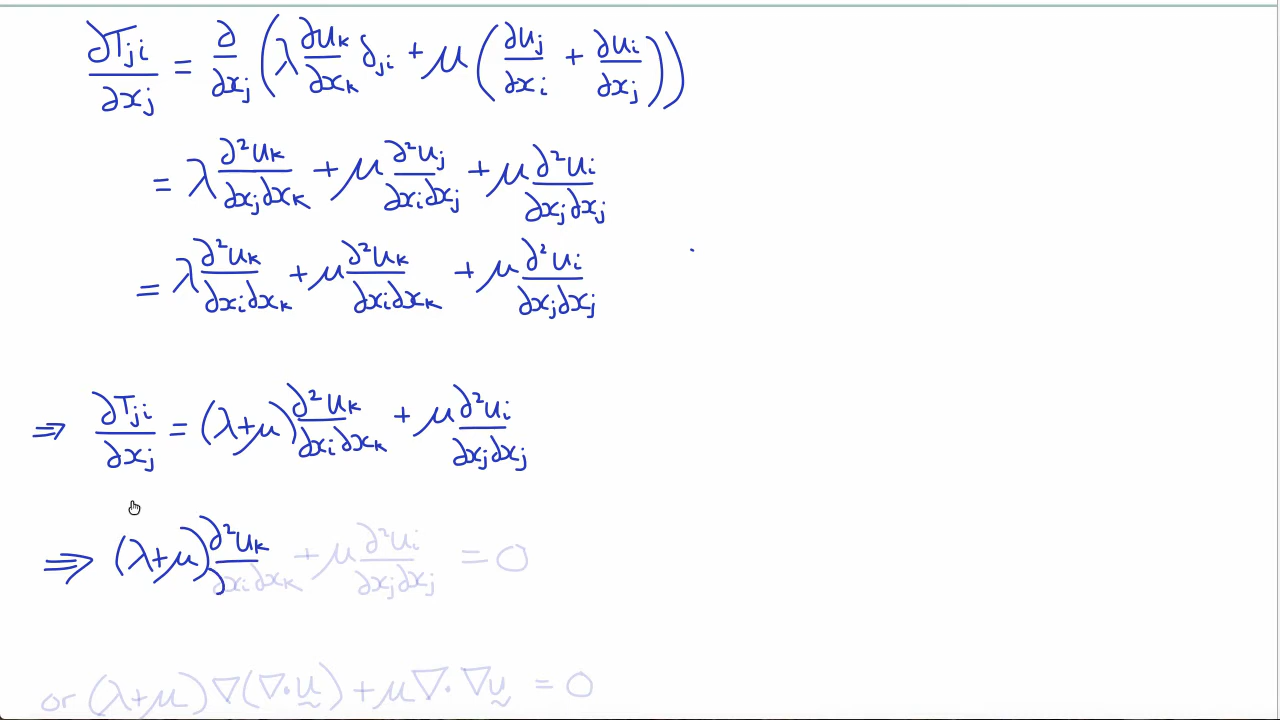 ∂T_ji/∂x_j = ∂/∂x_j (λ ∂u_k/∂x_k δ_ji + μ (∂u_j/∂x_i + ∂u_i/∂x_j))
= λ ∂²u_k/∂x_j∂x_k + μ ∂²u_j/∂x_i∂x_j + μ ∂²u_i/∂x_j∂x_j
= λ ∂²u_k/∂x_i∂x_k + μ ∂²u_k/∂x_i∂x_k + μ ∂²u_i/∂x_j∂x_j
⇒ ∂T_ji/∂x_j = (λ+μ) ∂²u_k/∂x_i∂x_k + μ ∂²u_i/∂x_j∂x_j
⇒ (λ+μ) ∂²u_k/∂x_i∂x_k + μ ∂²u_i/∂x_j∂x_j = 0
or (λ+μ) ∇(∇·ṵ) + μ∇·∇ṵ = 0